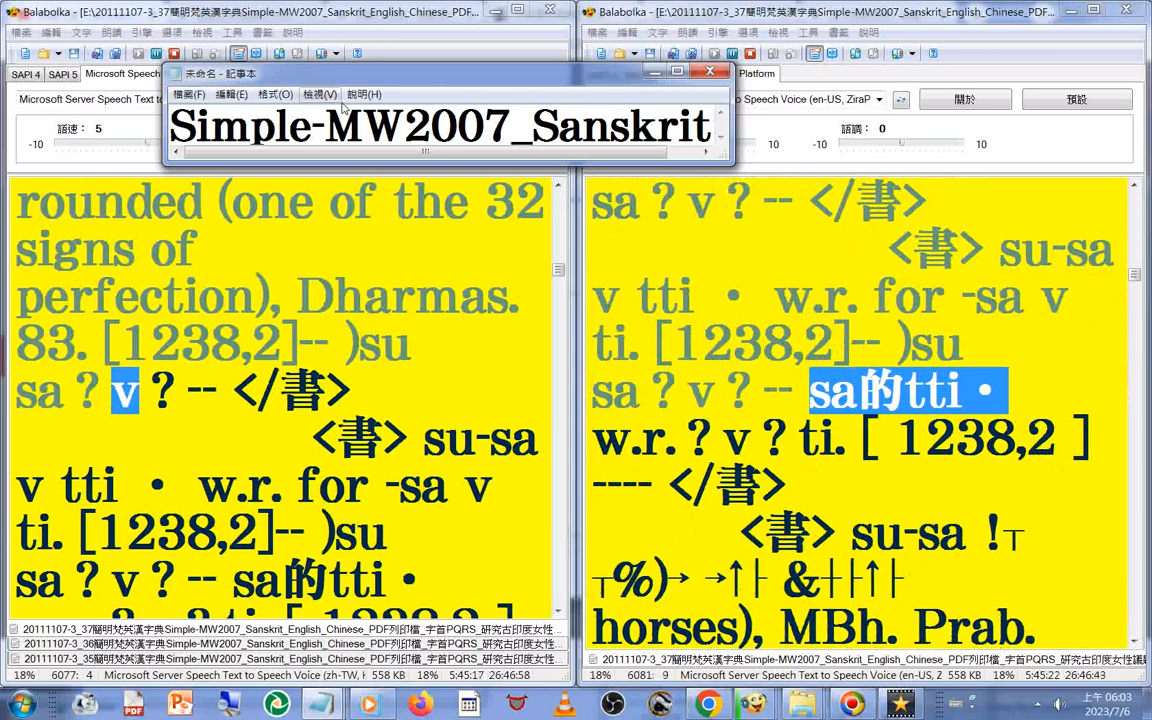 Balabolka - [E:\20111107-3_37簡明梵英漢字典Simple-MW2007_Sanskrit_English_Chinese_PDF...
檔案 編輯 文字 朗讀 引擎 選項 檢視 工具 書籤 說明
SAPI 4 SAPI 5 Microsoft Speech
Microsoft Server Speech Text to
語速： 5
-10
rounded (one of the 32
signs of
perfection), Dharmas.
83. [1238,2]-- )su
sa？v？-- </書>
<書> su-sa
v tti ‧ w.r. for -sa v
ti. [1238,2]-- )su
sa？v？-- sa的tti‧
20111107-3_37簡明梵英漢字典Simple-MW2007_Sanskrit_English_Chinese_PDF列印檔_字首PQRS_研究古印度女性...
20111107-3_36簡明梵英漢字典Simple-MW2007_Sanskrit_English_Chinese_PDF列印檔_字首PQRS_研究古印度女性...
20111107-3_35簡明梵英漢字典Simple-MW2007_Sanskrit_English_Chinese_PDF列印檔_字首PQRS_研究古印度女性...
18% 6077: 4 Microsoft Server Speech Text to Speech Voice (zh-TW, H 558 KB 18% 5:45:17 26:46:58
未命名 - 記事本
檔案(F) 編輯(E) 格式(O) 檢視(V) 說明(H)
Simple-MW2007_Sanskrit
Balabolka - [E:\20111107-3_37簡明梵英漢字典Simple-MW2007_Sanskrit_English_Chinese_PDF...
檔案 編輯 文字 朗讀 引擎 選項 檢視 工具 書籤 說明
Platform
Speech Voice (en-US, ZiraP 關於 預設
語調： 0
10 -10 10
sa？v？-- </書>
<書> su-sa
v tti ‧ w.r. for -sa v
ti. [1238,2]-- )su
sa？v？-- sa的tti‧
w.r.？v？ti. [ 1238,2 ]
---- </書>
<書> su-sa !┬
┬%)→ →↑├ &┼├├↑├
horses), MBh. Prab.
20111107-3_37簡明梵英漢字典Simple-MW2007_Sanskrit_English_Chinese_PDF列印檔_字首PQRS_研究古印度女性議
18% 6081: 9 Microsoft Server Speech Text to Speech Voice (en-US, Z 558 KB 18% 5:45:20 26:46:43
上午 06:03
2023/7/6